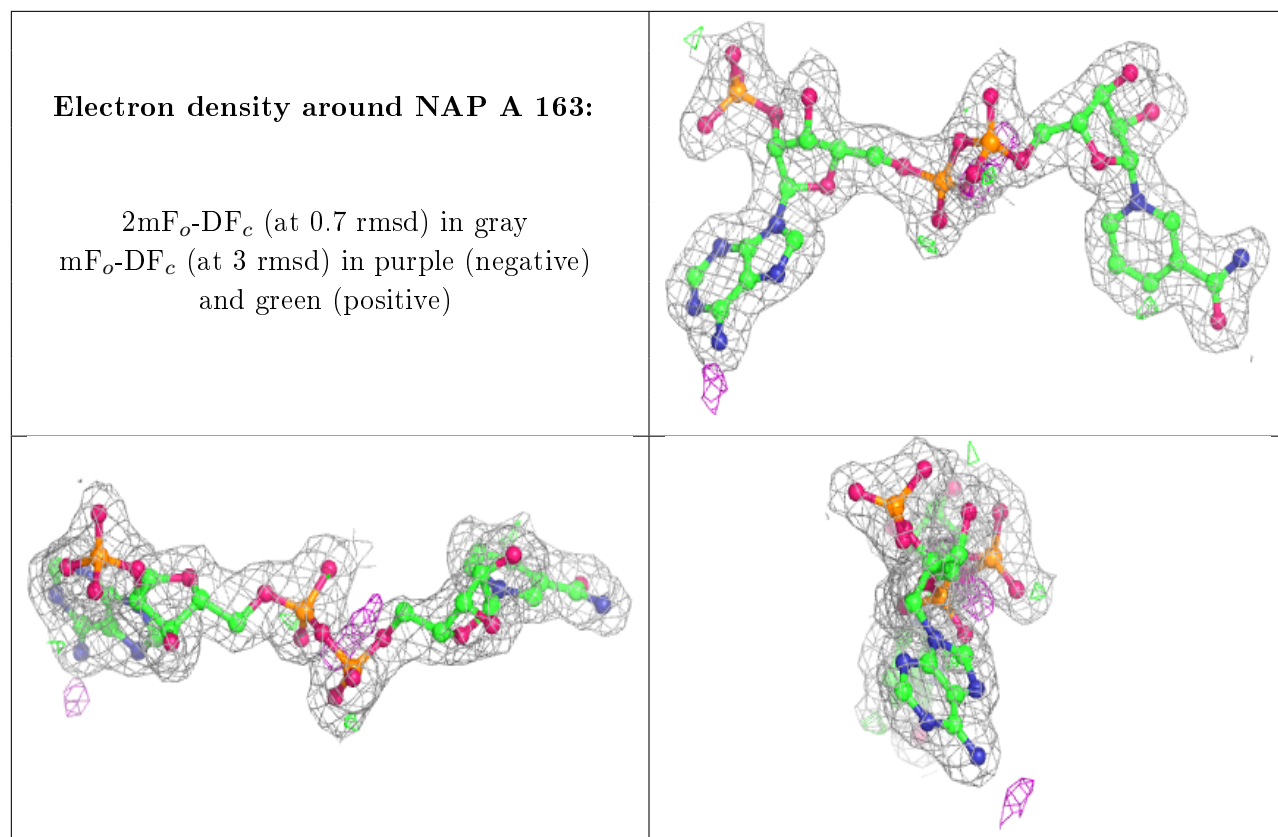 Electron density around NAP A 163:
2mFₒ-DF𝒸 (at 0.7 rmsd) in gray
mFₒ-DF𝒸 (at 3 rmsd) in purple (negative)
and green (positive)